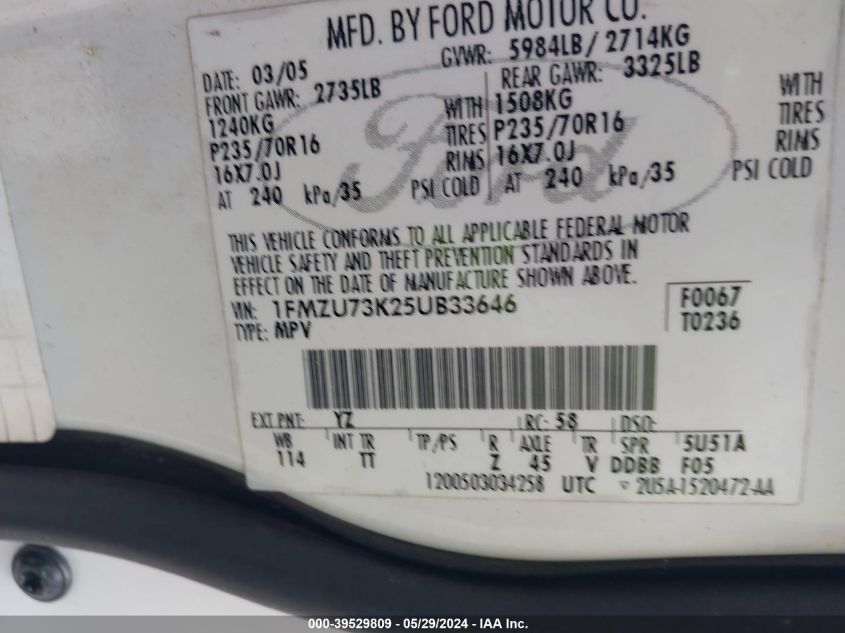 MFD. BY FORD MOTOR CO.
DATE: 03/05 GVWR: 5984LB/ 2714KG
FRONT GAWR: 2735LB REAR GAWR: 3325LB
1240KG WITH 1508KG WITH
P235/70R16 TIRES P235/70R16 TIRES
16X7.0J RIMS 16X7.0J RIMS
AT 240 kPa/35 PSI COLD AT 240 kPa/35 PSI COLD
Ford
THIS VEHICLE CONFORMS TO ALL APPLICABLE FEDERAL MOTOR
VEHICLE SAFETY AND THEFT PREVENTION STANDARDS IN
EFFECT ON THE DATE OF MANUFACTURE SHOWN ABOVE.
VIN: 1FMZU73K25UB33646 F0067
TYPE: MPV T0236
EXT PNT: YZ RC: 58 DSO:
WB INT TR TP/PS R AXLE TR SPR 5U51A
114 TT Z 45 V DDBB F05
1200503034258 UTC 2U5A-1520472-AA
000-39529809 - 05/29/2024 - IAA Inc.